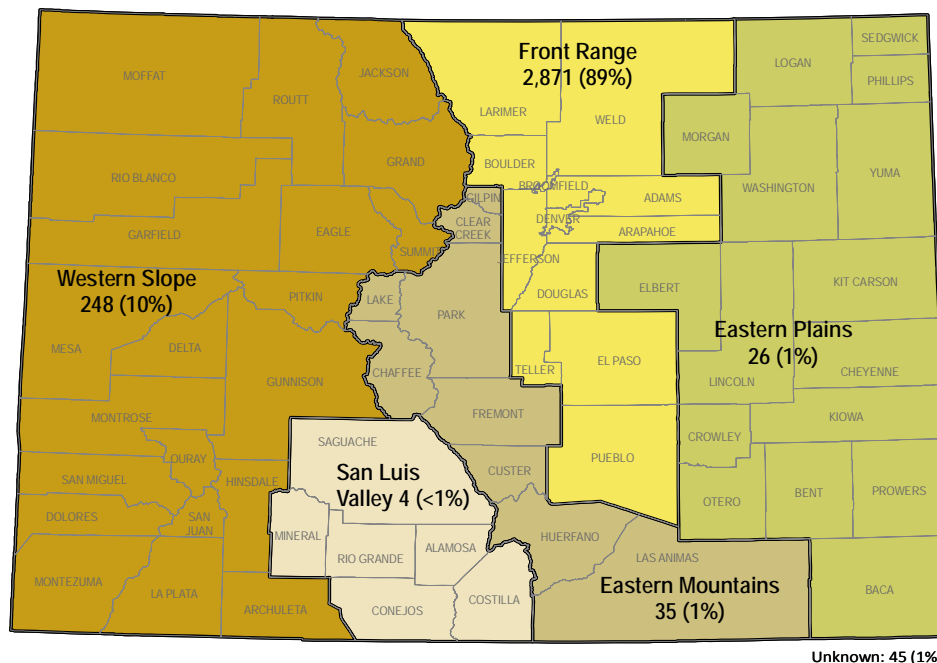 SEDGWICK
Front Range
2,871 (89%)
LOGAN
MOFFAT
JACKSON
PHILLIPS
ROUTT
LARIMER
WELD
MORGAN
GRAND
BOULDER
RIO BLANCO
YUMA
BROOMFIELD
WASHINGTON
GILPIN
ADAMS
CLEAR
CREEK
DENVER
GARFIELD
EAGLE
ARAPAHOE
SUMMIT
JEFFERSON
Western Slope
248 (10%)
KIT CARSON
ELBERT
PITKIN
LAKE
DOUGLAS
PARK
Eastern Plains
26 (1%)
MESA
DELTA
EL PASO
TELLER
CHAFFEE
CHEYENNE
GUNNISON
LINCOLN
MONTROSE
FREMONT
KIOWA
SAGUACHE
CROWLEY
OURAY
PUEBLO
San Luis
Valley 4 (<1%)
CUSTER
SAN MIGUEL
HINSDALE
BENT
PROWERS
OTERO
DOLORES
SAN
JUAN
MINERAL
HUERFANO
ALAMOSA
RIO GRANDE
LAS ANIMAS
MONTEZUMA
LA PLATA
Eastern Mountains
35 (1%)
BACA
COSTILLA
ARCHULETA
CONEJOS
Unknown: 45 (1%